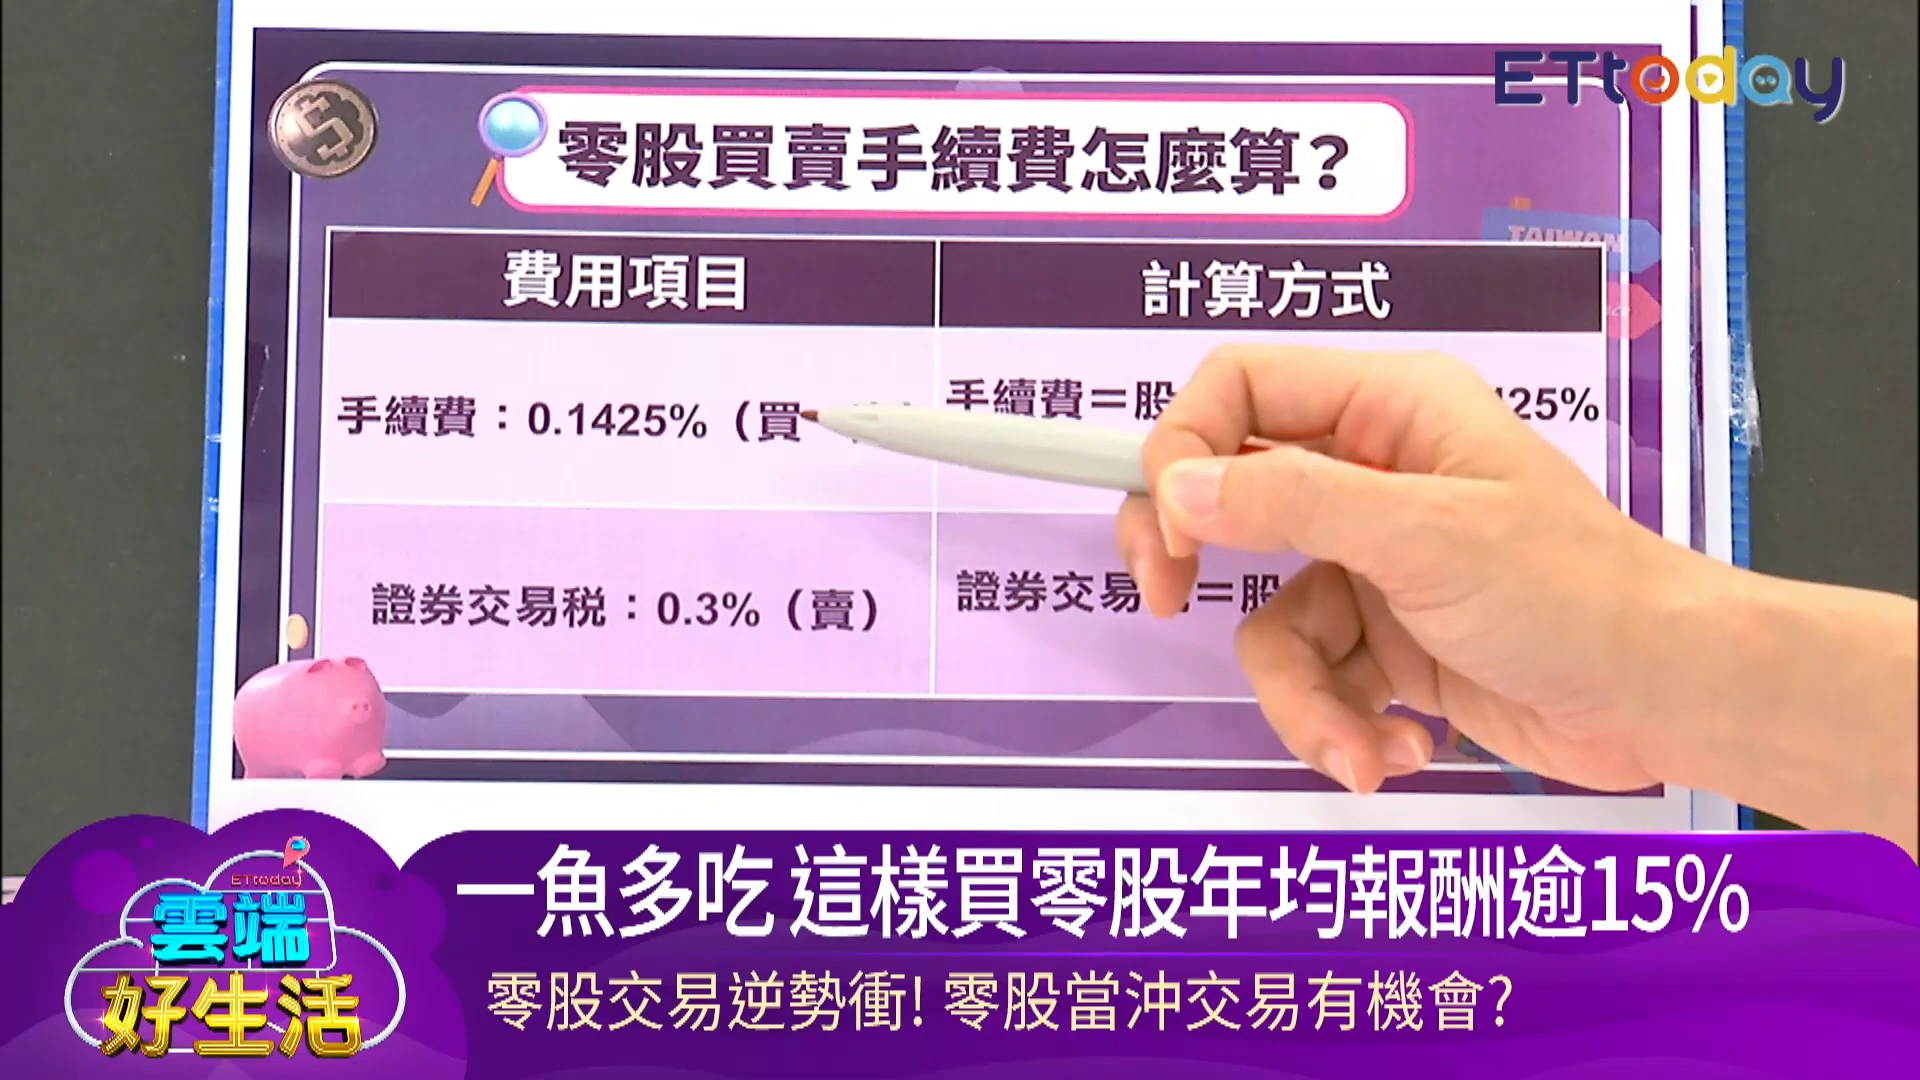 ETtoday
零股買賣手續費怎麼算？
TAIWAN
費用項目
計算方式
手續費：0.1425%（買
手續費＝股
125%
證券交易税：0.3%（賣）
證券交易
＝股
ETtoday
雲端
好生活
一魚多吃 這樣買零股年均報酬逾15%
零股交易逆勢衝! 零股當沖交易有機會?